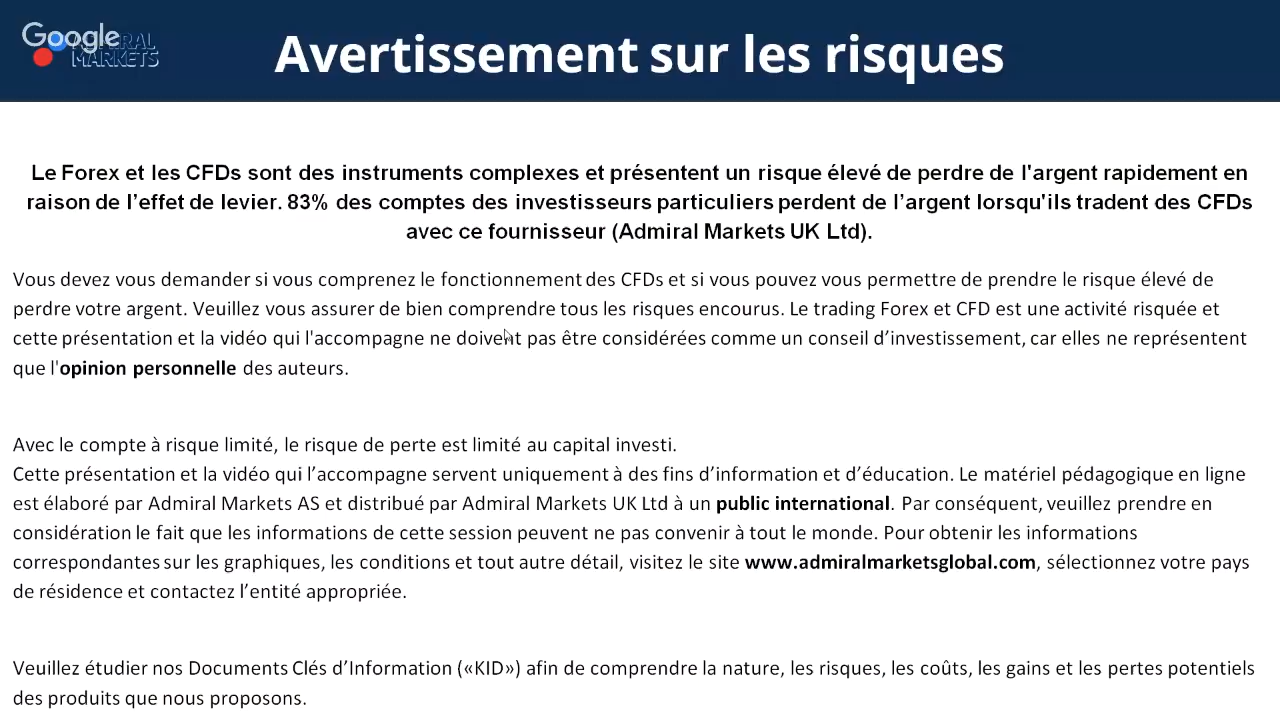 Google
MARKETS
Avertissement sur les risques
Le Forex et les CFDs sont des instruments complexes et présentent un risque élevé de perdre de l'argent rapidement en
raison de l’effet de levier. 83% des comptes des investisseurs particuliers perdent de l’argent lorsqu'ils tradent des CFDs
avec ce fournisseur (Admiral Markets UK Ltd).
Vous devez vous demander si vous comprenez le fonctionnement des CFDs et si vous pouvez vous permettre de prendre le risque élevé de
perdre votre argent. Veuillez vous assurer de bien comprendre tous les risques encourus. Le trading Forex et CFD est une activité risquée et
cette présentation et la vidéo qui l'accompagne ne doivent pas être considérées comme un conseil d’investissement, car elles ne représentent
que l'opinion personnelle des auteurs.
Avec le compte à risque limité, le risque de perte est limité au capital investi.
Cette présentation et la vidéo qui l’accompagne servent uniquement à des fins d’information et d’éducation. Le matériel pédagogique en ligne
est élaboré par Admiral Markets AS et distribué par Admiral Markets UK Ltd à un public international. Par conséquent, veuillez prendre en
considération le fait que les informations de cette session peuvent ne pas convenir à tout le monde. Pour obtenir les informations
correspondantes sur les graphiques, les conditions et tout autre détail, visitez le site www.admiralmarketsglobal.com, sélectionnez votre pays
de résidence et contactez l’entité appropriée.
Veuillez étudier nos Documents Clés d’Information («KID») afin de comprendre la nature, les risques, les coûts, les gains et les pertes potentiels
des produits que nous proposons.